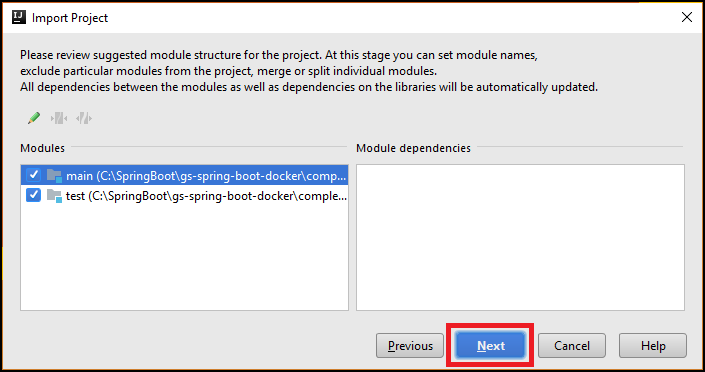 IJ Import Project
Please review suggested module structure for the project. At this stage you can set module names,
exclude particular modules from the project, merge or split individual modules.
All dependencies between the modules as well as dependencies on the libraries will be automatically updated.
Modules
Module dependencies
main (C:\SpringBoot\gs-spring-boot-docker\comp...
test (C:\SpringBoot\gs-spring-boot-docker\comple...
Previous Next Cancel Help